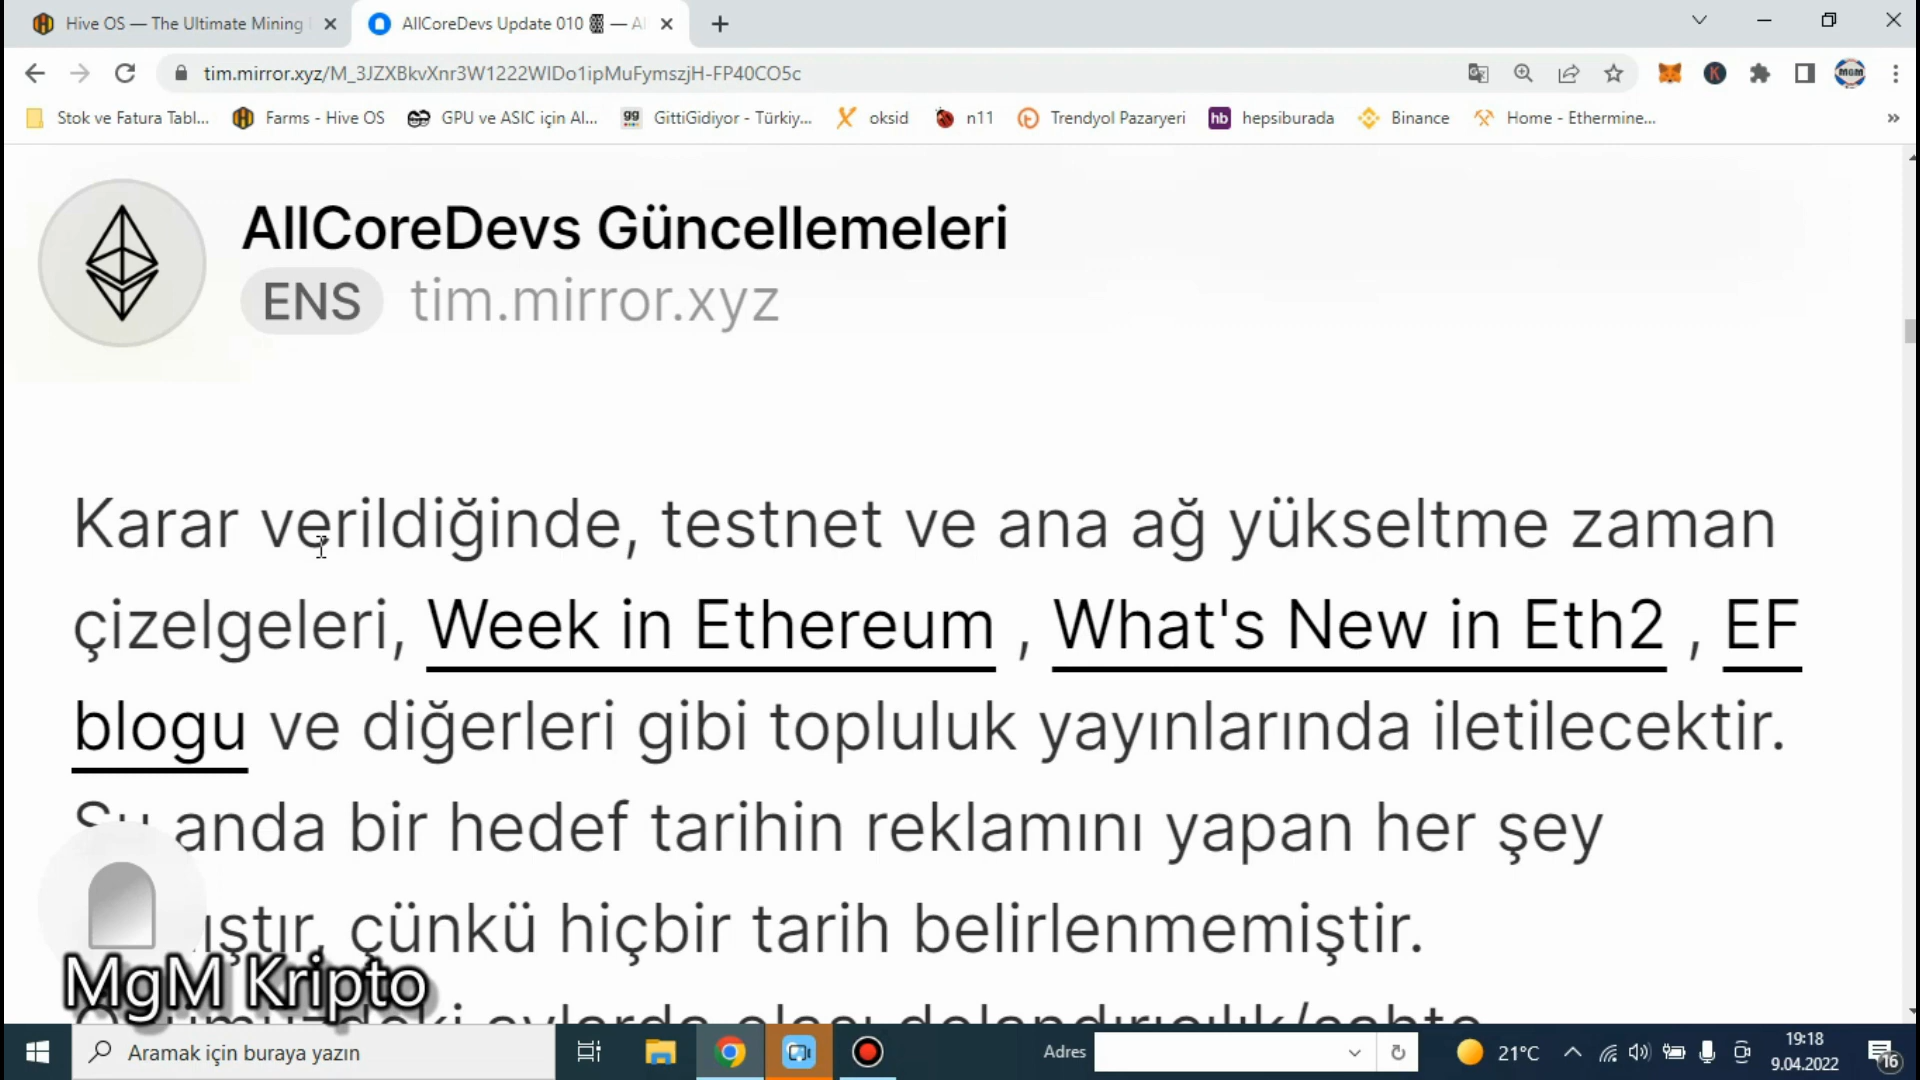 Hive OS — The Ultimate Mining
AllCoreDevs Update 010
tim.mirror.xyz/M_3JZXBkvXnr3W1222WIDo1ipMuFymszjH-FP40CO5c
Stok ve Fatura Tabl...
Farms - Hive OS
GPU ve ASIC için Al...
GittiGidiyor - Türkiy...
oksid
n11
Trendyol Pazaryeri
hb hepsiburada
Binance
Home - Ethermine...
AllCoreDevs Güncellemeleri
ENS tim.mirror.xyz
Karar verildiğinde, testnet ve ana ağ yükseltme zaman
çizelgeleri, Week in Ethereum , What's New in Eth2 , EF
blogu ve diğerleri gibi topluluk yayınlarında iletilecektir.
anda bir hedef tarihin reklamını yapan her şey
çünkü hiçbir tarih belirlenmemiştir.
MgM Kripto
Aramak için buraya yazın
Adres
21°C
19:18
9.04.2022
16